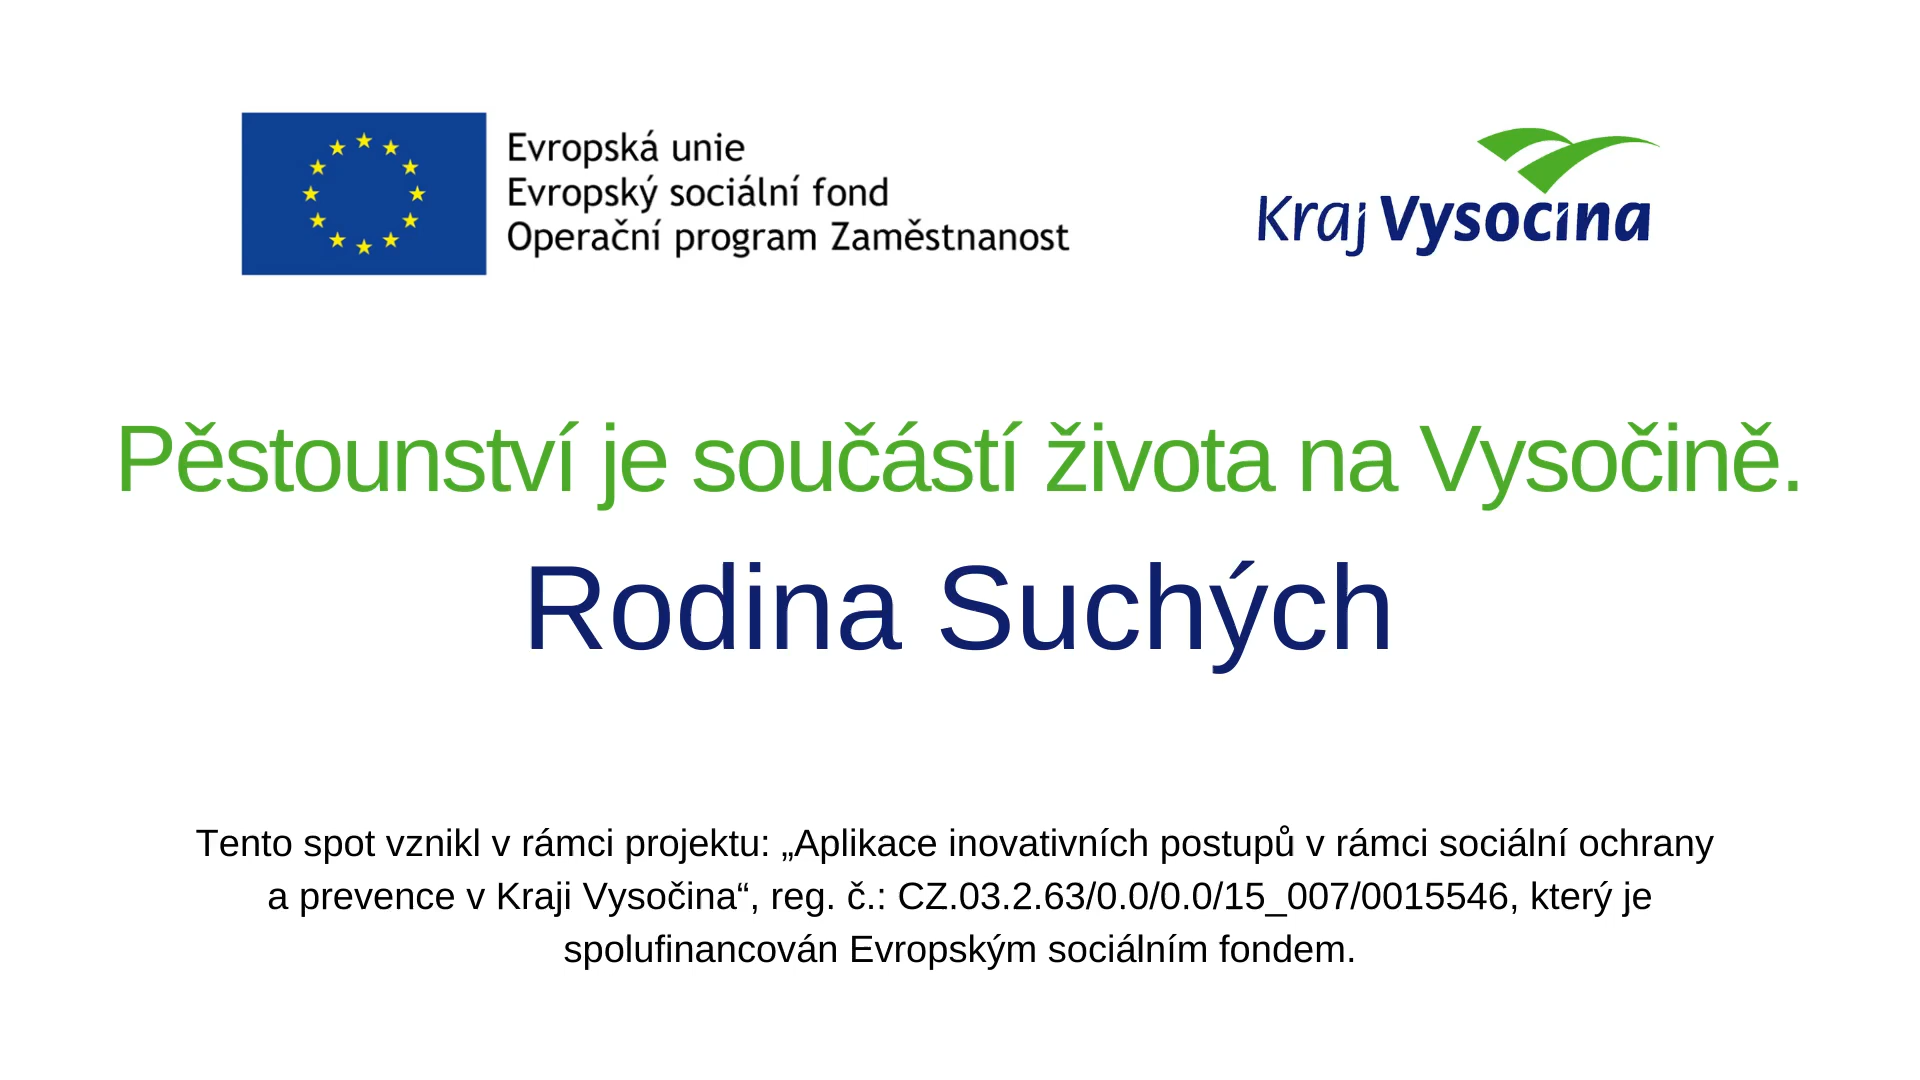 Evropská unie
Evropský sociální fond
Operační program Zaměstnanost
Kraj Vysočina
Pěstounství je součástí života na Vysočině.
Rodina Suchých
Tento spot vznikl v rámci projektu: „Aplikace inovativních postupů v rámci sociální ochrany
a prevence v Kraji Vysočina“, reg. č.: CZ.03.2.63/0.0/0.0/15_007/0015546, který je
spolufinancován Evropským sociálním fondem.